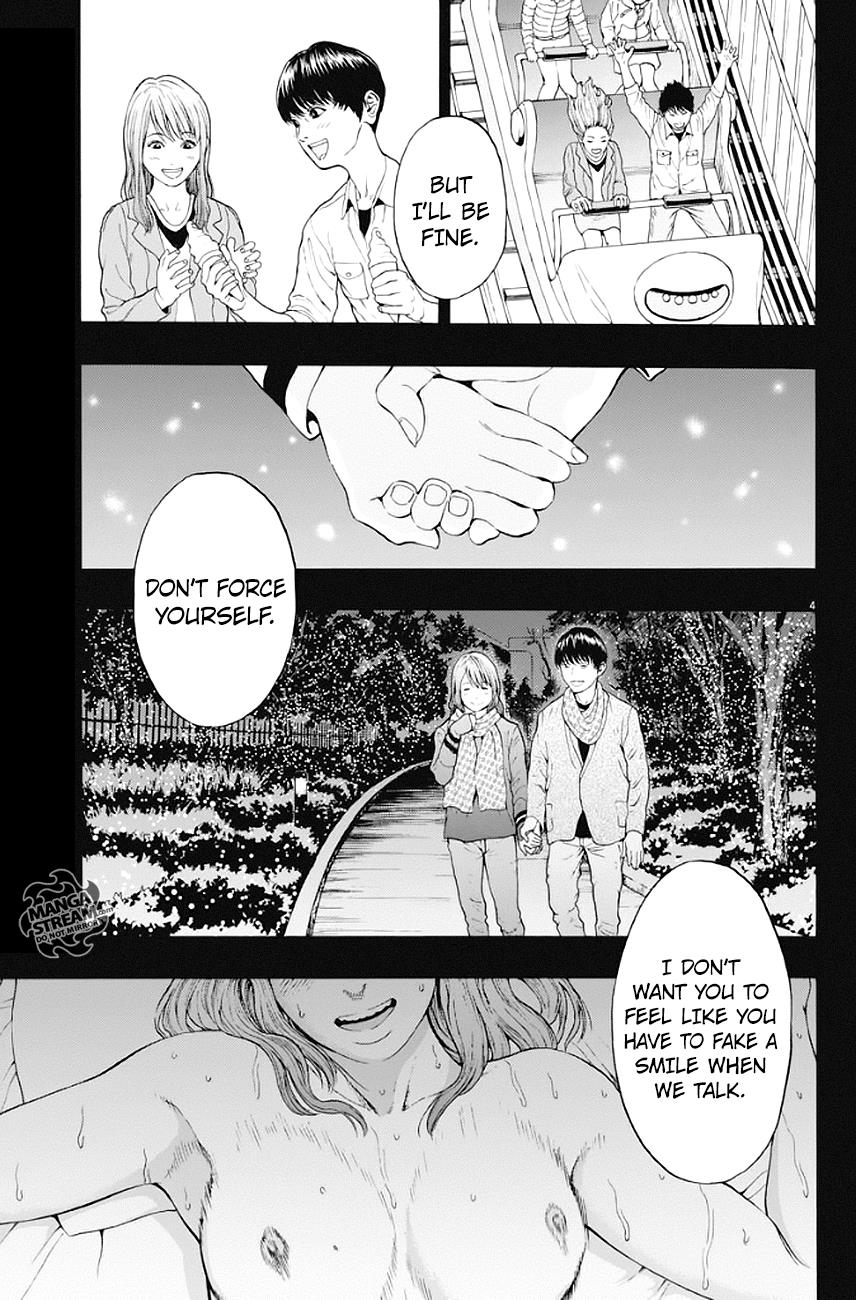 BUT
I'LL BE
FINE.
DON'T FORCE
YOURSELF.
4
MANGA
STREAM.com
DO NOT MIRROR
I DON'T
WANT YOU TO
FEEL LIKE YOU
HAVE TO FAKE A
SMILE WHEN
WE TALK.